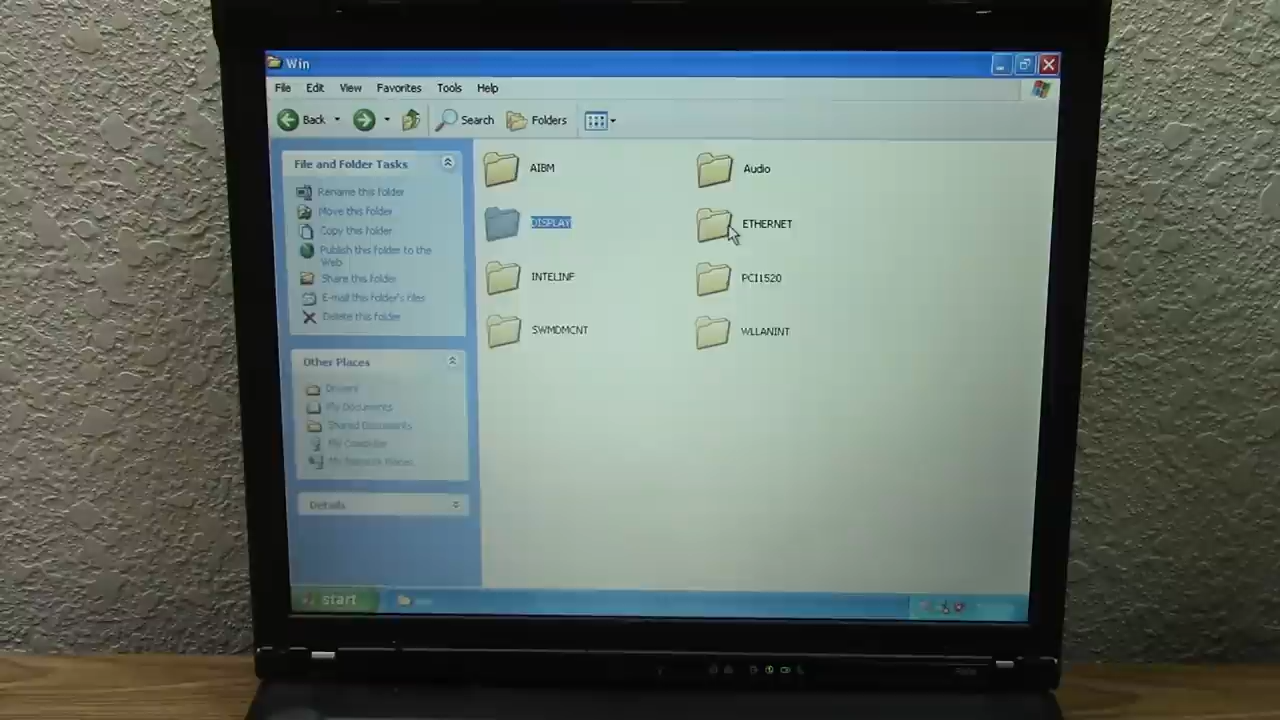 Win
File Edit View Favorites Tools Help
Back Search Folders
File and Folder Tasks
Rename this folder
Move this folder
Copy this folder
Publish this folder to the
Web
Share this folder
E-mail this folder's files
Delete this folder
Other Places
Drivers
My Documents
Shared Documents
My Computer
My Network Places
Details
AIBM Audio
DISPLAY ETHERNET
INTELINF PCI1520
SWMDMCNT WLLANINT
start